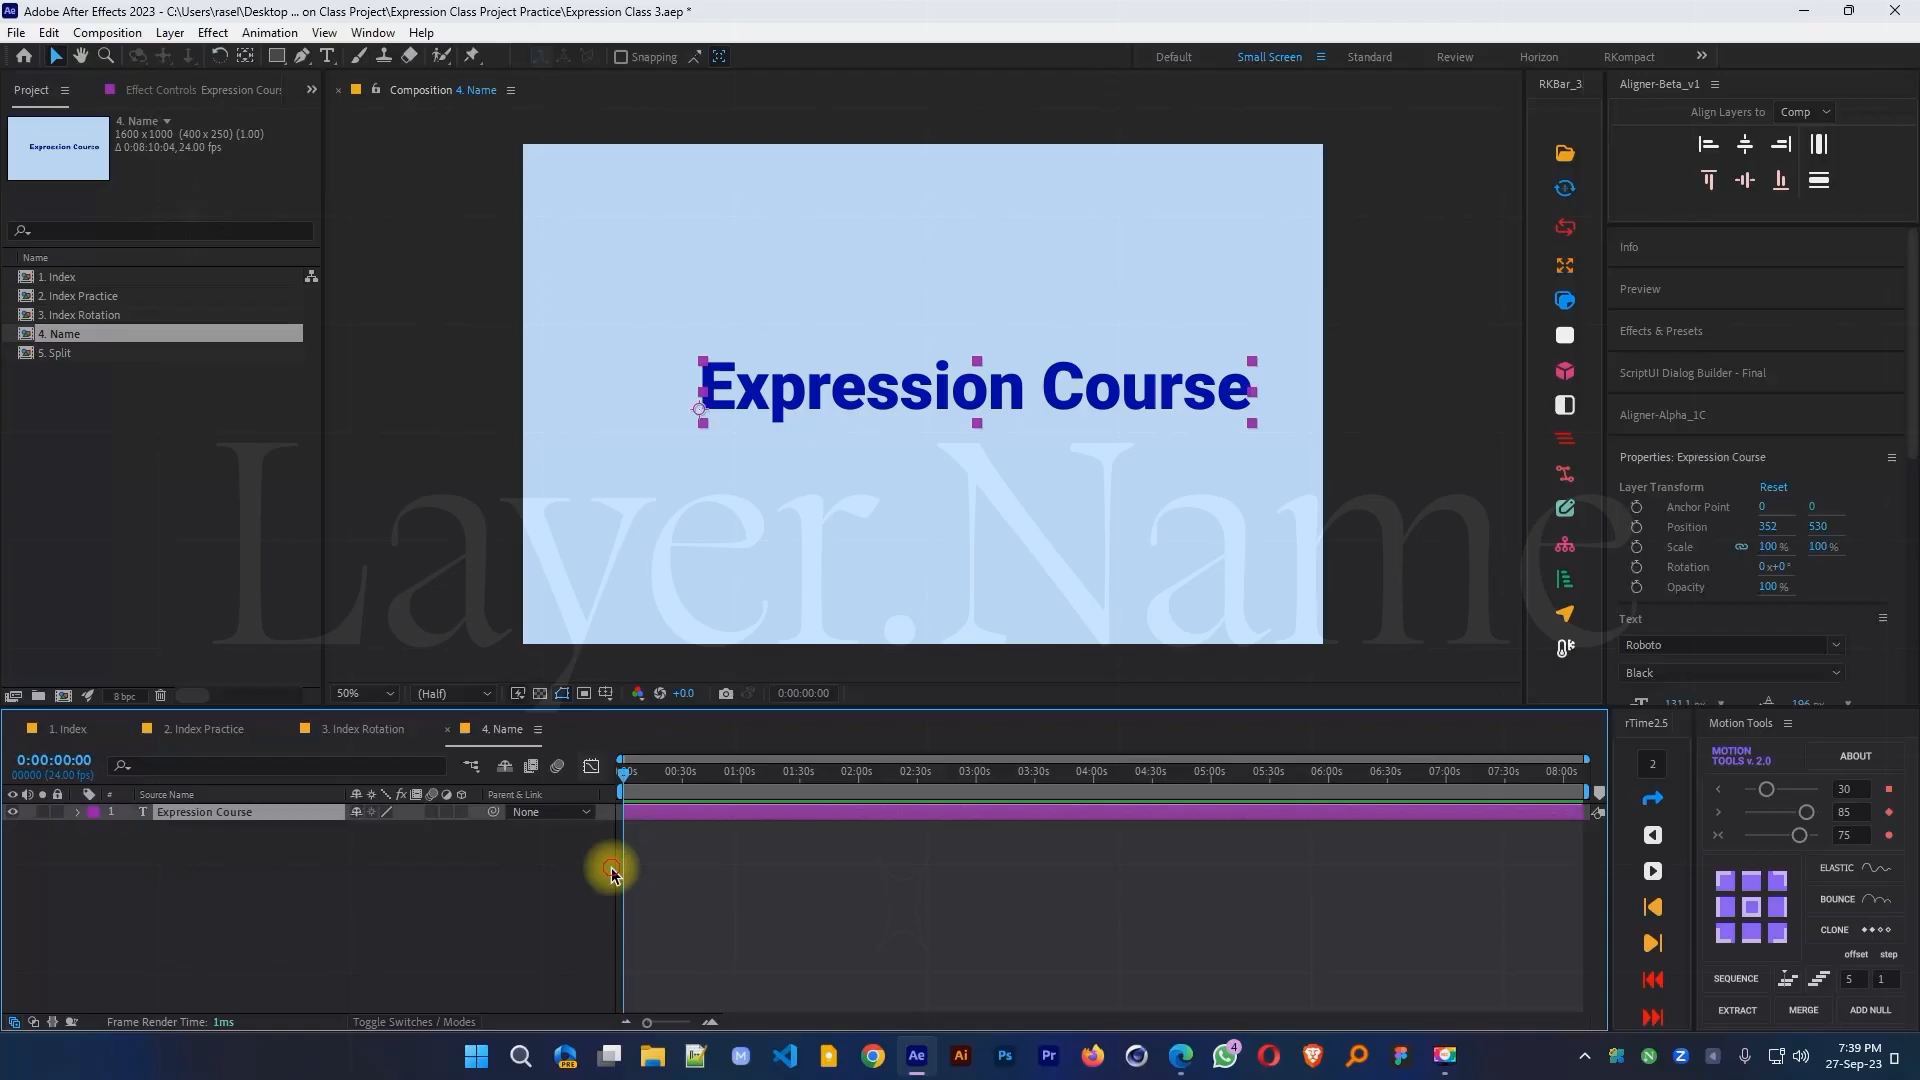 Adobe After Effects 2023 - C:\Users\rasel\Desktop ... on Class Project\Expression Class Project Practice\Expression Class 3.aep *
File Edit Composition Layer Effect Animation View Window Help
Snapping
Default Small Screen Standard Review Horizon RKompact
Project Effect Controls Expression Cours
Composition 4. Name
RKBar_3
Aligner-Beta_v1
4. Name
1600 x 1000 (400 x 250) (1.00)
Δ 0:08:10:04, 24.00 fps
Expression Course
Align Layers to Comp
Name
1. Index
2. Index Practice
3. Index Rotation
4. Name
5. Split
Expression Course
Layer.Name
Info
Preview
Effects & Presets
ScriptUI Dialog Builder - Final
Aligner-Alpha_1C
Properties: Expression Course
Layer Transform Reset
Anchor Point 0 0
Position 352 530
Scale 100 % 100 %
Rotation 0 x+0 °
Opacity 100 %
Text
Roboto
Black
8 bpc
50% (Half) +0.0 0:00:00:00
1. Index 2. Index Practice 3. Index Rotation 4. Name
0:00:00:00
00000 (24.00 fps)
00:30s 01:00s 01:30s 02:00s 02:30s 03:00s 03:30s 04:00s 04:30s 05:00s 05:30s 06:00s 06:30s 07:00s 07:30s 08:00s
# Source Name Parent & Link
1 T Expression Course None
Frame Render Time: 1ms
Toggle Switches / Modes
rTime2.5
2
Motion Tools
MOTION
TOOLS v. 2.0
ABOUT
30
85
75
ELASTIC
BOUNCE
CLONE
offset step
SEQUENCE 5 1
EXTRACT MERGE ADD NULL
PRE
Ae Ai Ps Pr
4
7:39 PM
27-Sep-23